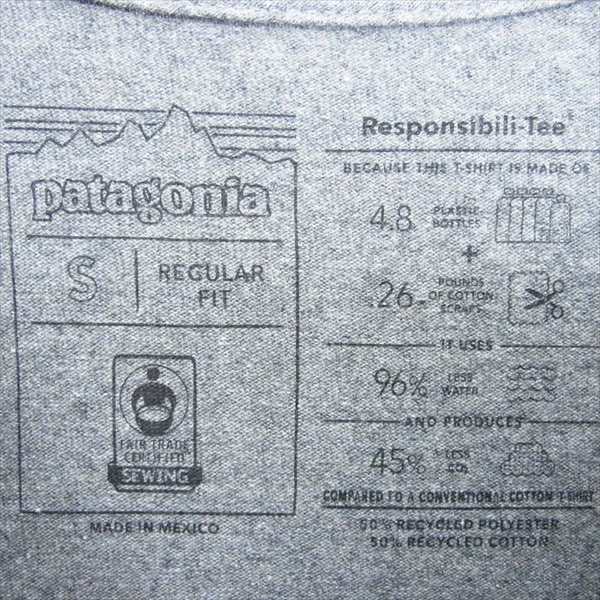 patagonia
S
REGULAR
FIT
FAIR TRADE
CERTIFIED
SEWING
MADE IN MEXICO
Responsibili-Tee®
BECAUSE THIS T-SHIRT IS MADE OF
4.8 PLASTIC
BOTTLES
+
.26 POUNDS
OF COTTON
SCRAPS
IT USES
96% LESS
WATER
AND PRODUCES
45% LESS
CO₂
COMPARED TO A CONVENTIONAL COTTON T-SHIRT
50% RECYCLED POLYESTER
50% RECYCLED COTTON